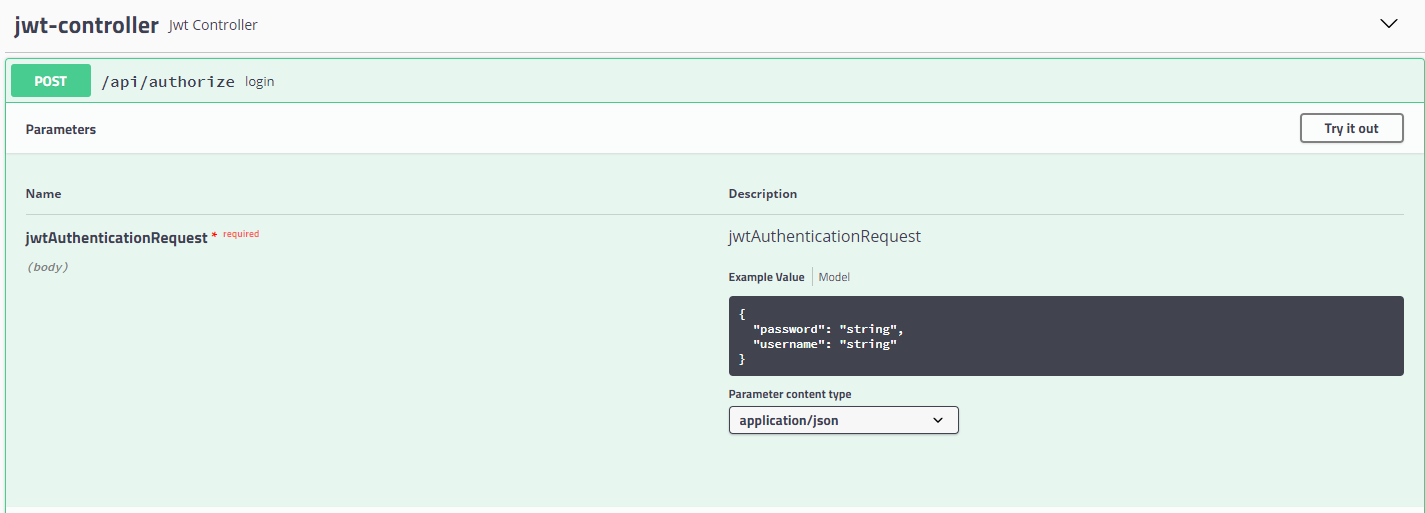 jwt-controller Jwt Controller
POST /api/authorize login
Parameters Try it out
Name Description
jwtAuthenticationRequest * required jwtAuthenticationRequest
(body)
Example Value Model
{
"password": "string",
"username": "string"
}
Parameter content type
application/json